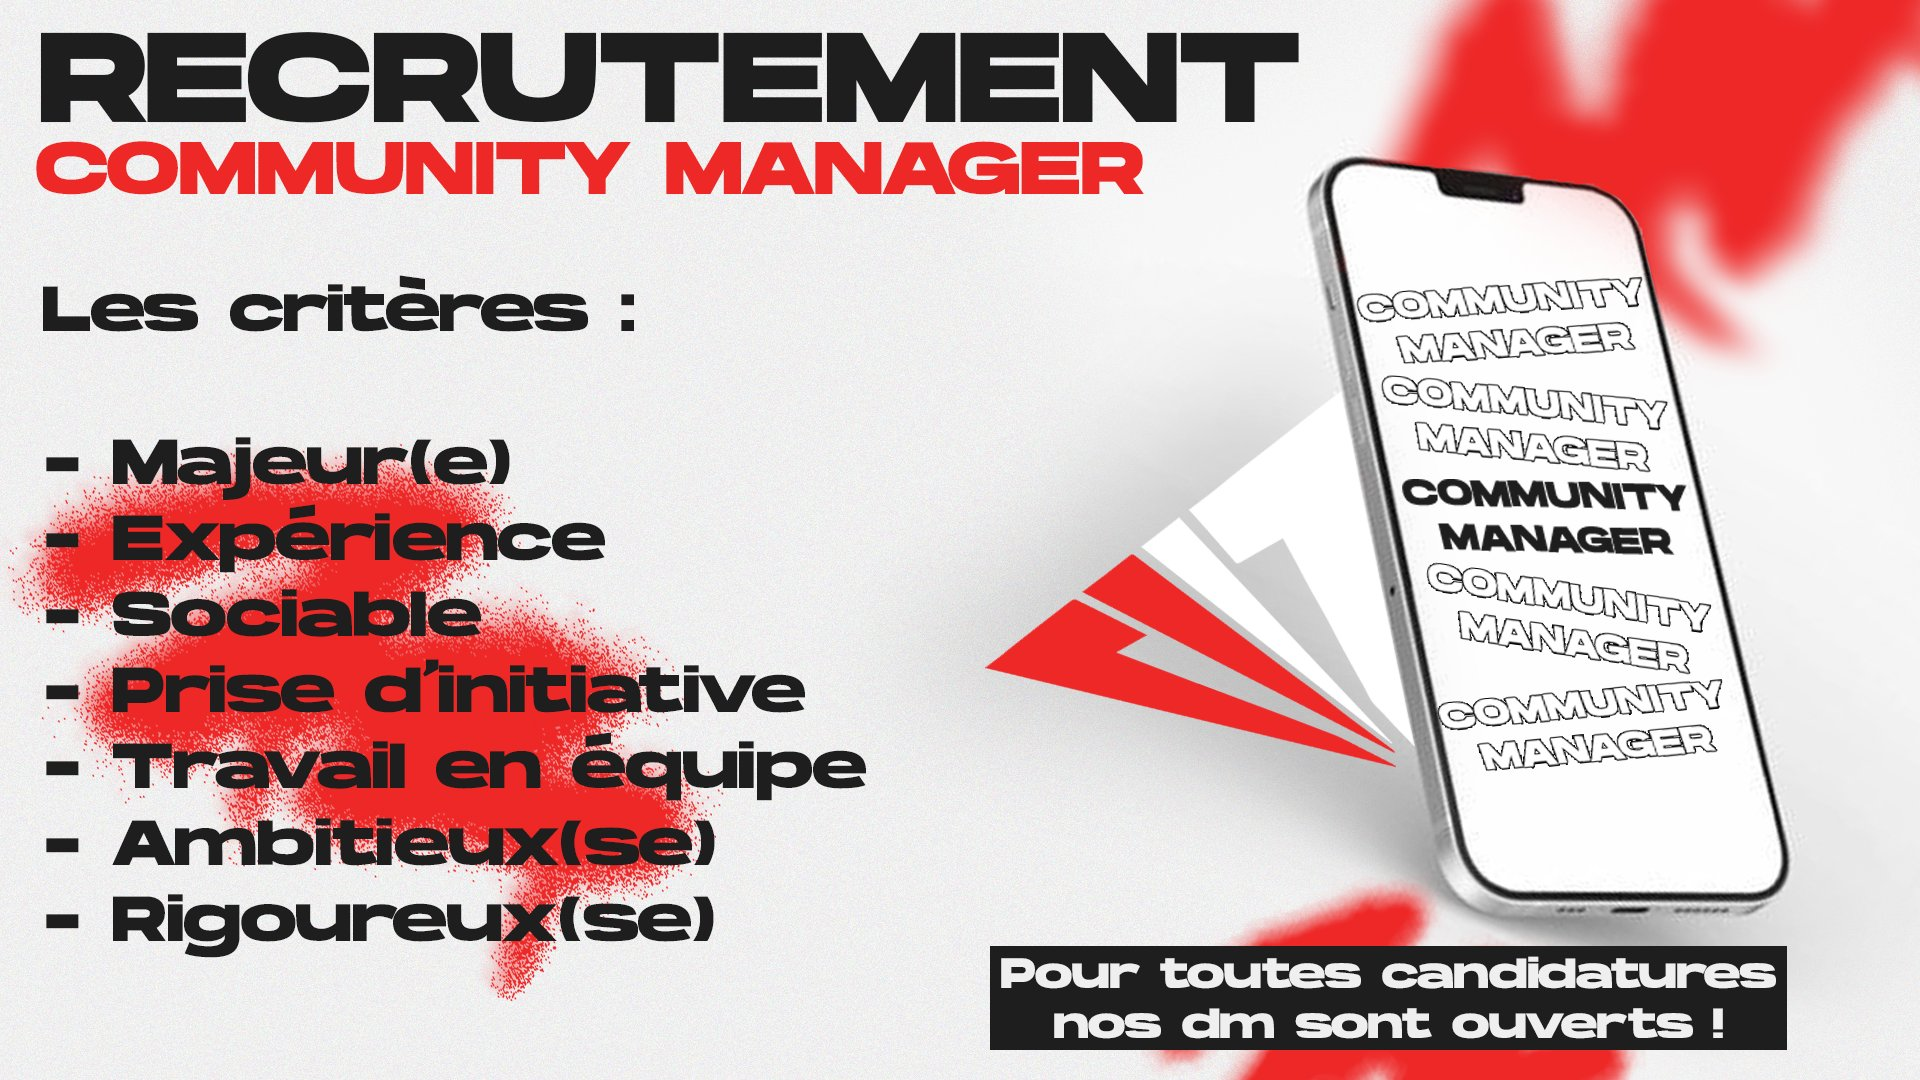 RECRUTEMENT
COMMUNITY MANAGER
Les critères :
- Majeur(e)
- Expérience
- Sociable
- Prise d'initiative
- Travail en équipe
- Ambitieux(se)
- Rigoureux(se)
COMMUNITY
MANAGER
COMMUNITY
MANAGER
COMMUNITY
MANAGER
COMMUNITY
MANAGER
COMMUNITY
MANAGER
Pour toutes candidatures
nos dm sont ouverts !